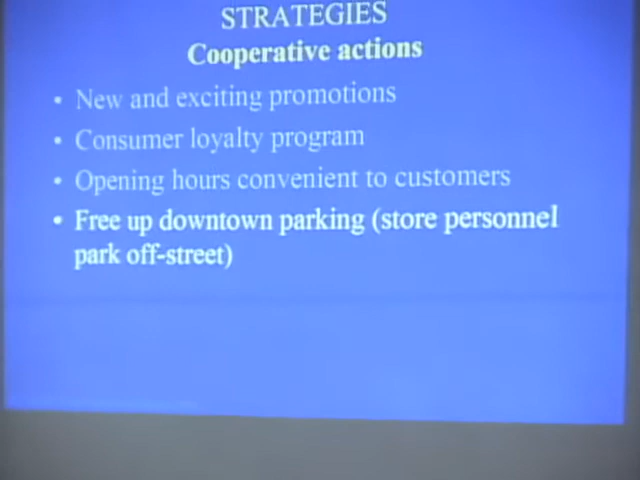 STRATEGIES
Cooperative actions
• New and exciting promotions
• Consumer loyalty program
• Opening hours convenient to customers
• Free up downtown parking (store personnel
park off-street)